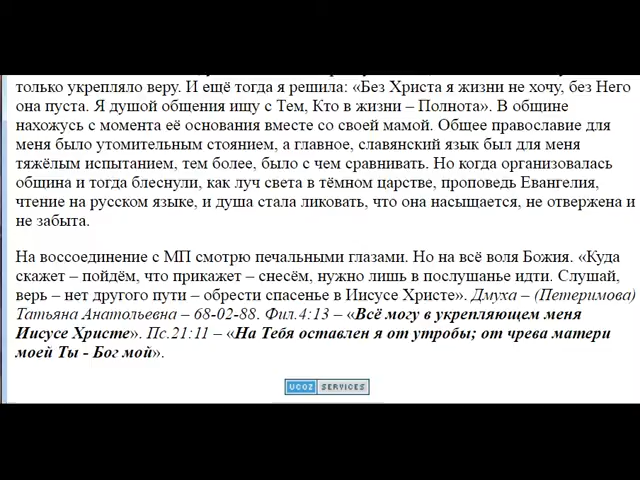 только укрепляло веру. И ещё тогда я решила: «Без Христа я жизни не хочу, без Него
она пуста. Я душой общения ищу с Тем, Кто в жизни – Полнота». В общине
нахожусь с момента её основания вместе со своей мамой. Общее православие для
меня было утомительным стоянием, а главное, славянский язык был для меня
тяжёлым испытанием, тем более, было с чем сравнивать. Но когда организовалась
община и тогда блеснули, как луч света в тёмном царстве, проповедь Евангелия,
чтение на русском языке, и душа стала ликовать, что она насыщается, не отвержена и
не забыта.
На воссоединение с МП смотрю печальными глазами. Но на всё воля Божия. «Куда
скажет – пойдём, что прикажет – снесём, нужно лишь в послушанье идти. Слушай,
верь – нет другого пути – обрести спасенье в Иисусе Христе». Дмуха – (Петеримова)
Татьяна Анатольевна – 68-02-88. Фил.4:13 – «Всё могу в укрепляющем меня
Иисусе Христе». Пс.21:11 – «На Тебя оставлен я от утробы; от чрева матери
моей Ты - Бог мой».
UCOZ SERVICES